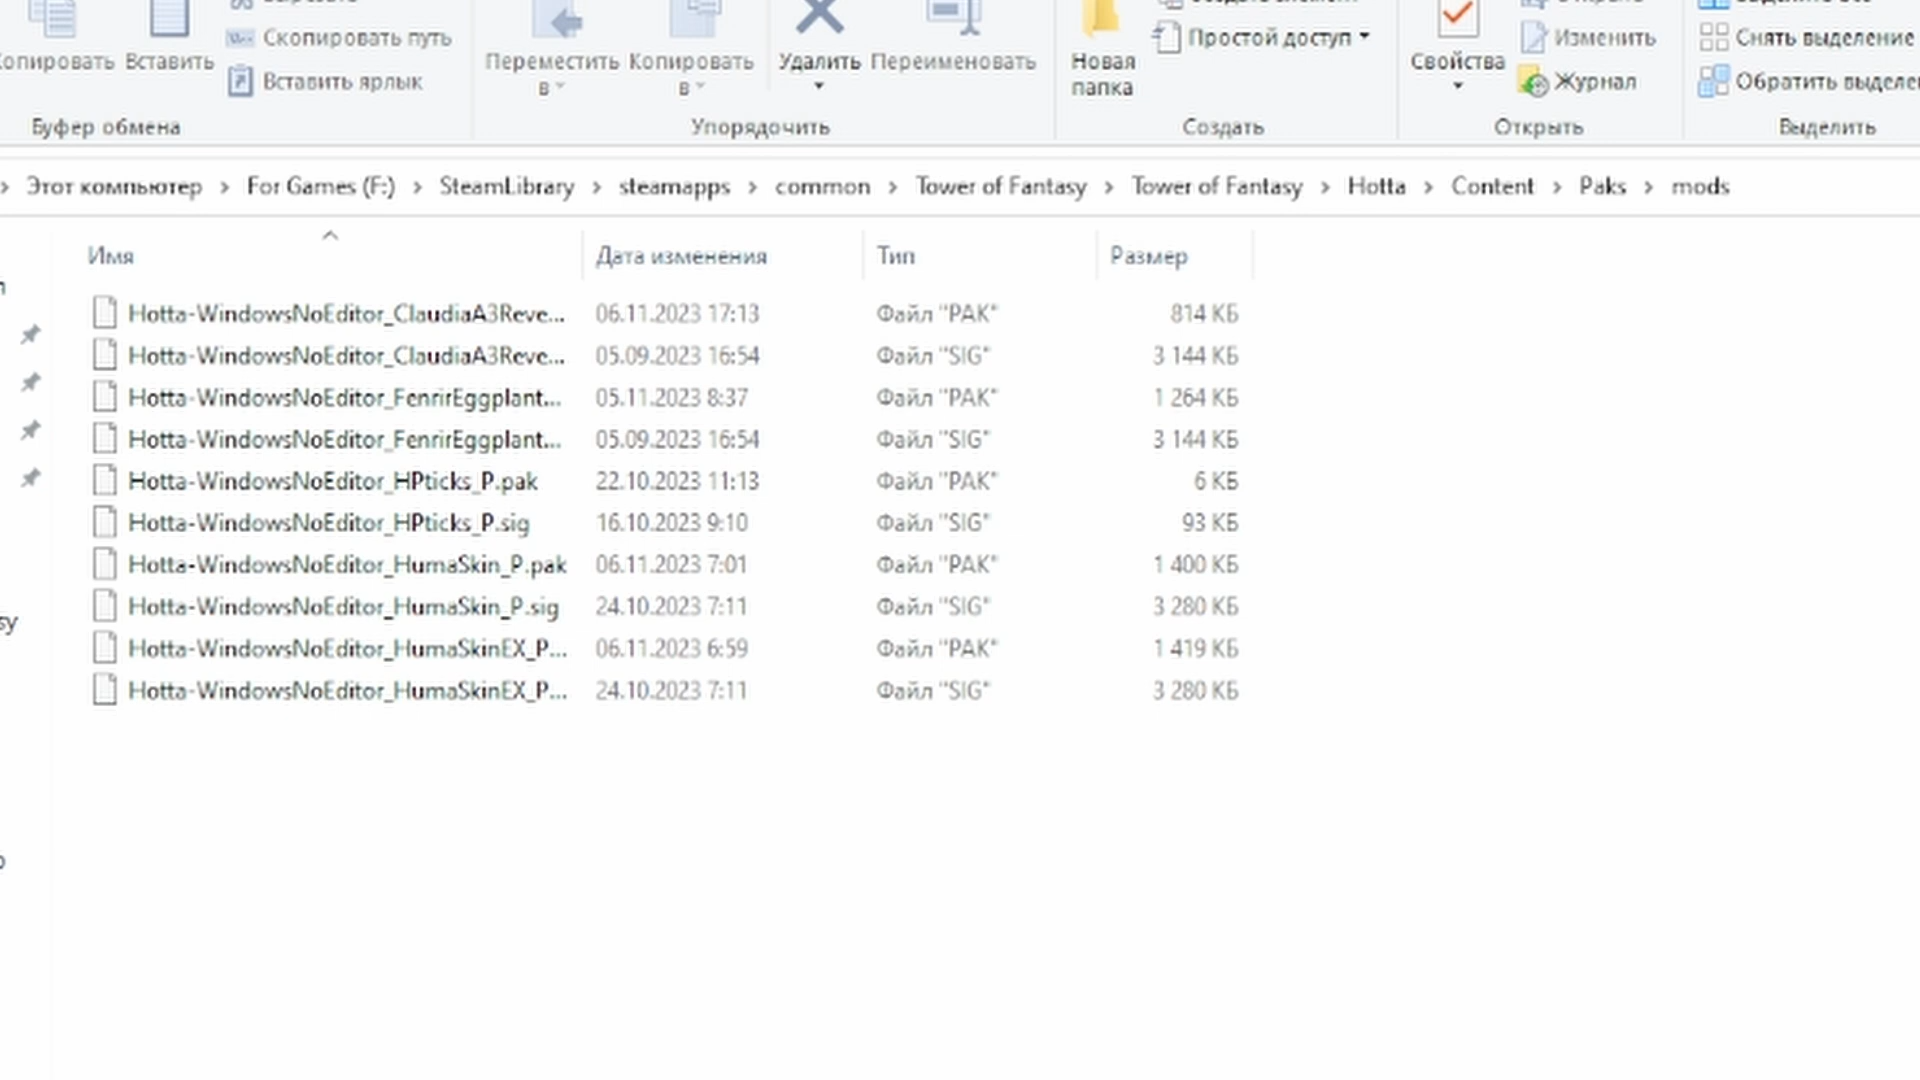 Вставить
Скопировать путь
Вставить ярлык
Буфер обмена
Переместить в
Копировать в
Удалить
Переименовать
Упорядочить
Новая папка
Простой доступ
Создать
Свойства
Изменить
Журнал
Открыть
Снять выделение
Выделить
Этот компьютер > For Games (F:) > SteamLibrary > steamapps > common > Tower of Fantasy > Tower of Fantasy > Hotta > Content > Paks > mods
Имя Дата изменения Тип Размер
Hotta-WindowsNoEditor_ClaudiaA3Reve... 06.11.2023 17:13 Файл "PAK" 814 КБ
Hotta-WindowsNoEditor_ClaudiaA3Reve... 05.09.2023 16:54 Файл "SIG" 3 144 КБ
Hotta-WindowsNoEditor_FenrirEggplant... 05.11.2023 8:37 Файл "PAK" 1 264 КБ
Hotta-WindowsNoEditor_FenrirEggplant... 05.09.2023 16:54 Файл "SIG" 3 144 КБ
Hotta-WindowsNoEditor_HPticks_P.pak 22.10.2023 11:13 Файл "PAK" 6 КБ
Hotta-WindowsNoEditor_HPticks_P.sig 16.10.2023 9:10 Файл "SIG" 93 КБ
Hotta-WindowsNoEditor_HumaSkin_P.pak 06.11.2023 7:01 Файл "PAK" 1 400 КБ
Hotta-WindowsNoEditor_HumaSkin_P.sig 24.10.2023 7:11 Файл "SIG" 3 280 КБ
Hotta-WindowsNoEditor_HumaSkinEX_P... 06.11.2023 6:59 Файл "PAK" 1 419 КБ
Hotta-WindowsNoEditor_HumaSkinEX_P... 24.10.2023 7:11 Файл "SIG" 3 280 КБ